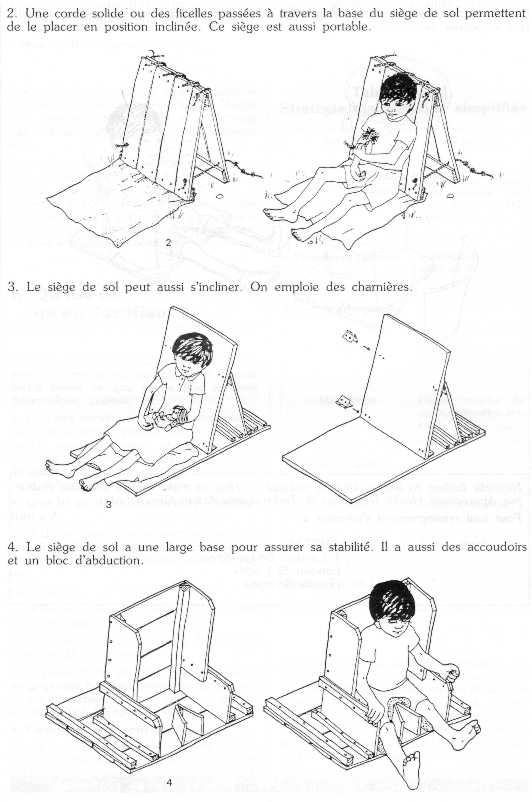 2. Une corde solide ou des ficelles passées à travers la base du siège de sol permettent
de le placer en position inclinée. Ce siège est aussi portable.
2
3. Le siège de sol peut aussi s'incliner. On emploie des charnières.
3
4. Le siège de sol a une large base pour assurer sa stabilité. Il a aussi des accoudoirs
et un bloc d'abduction.
4